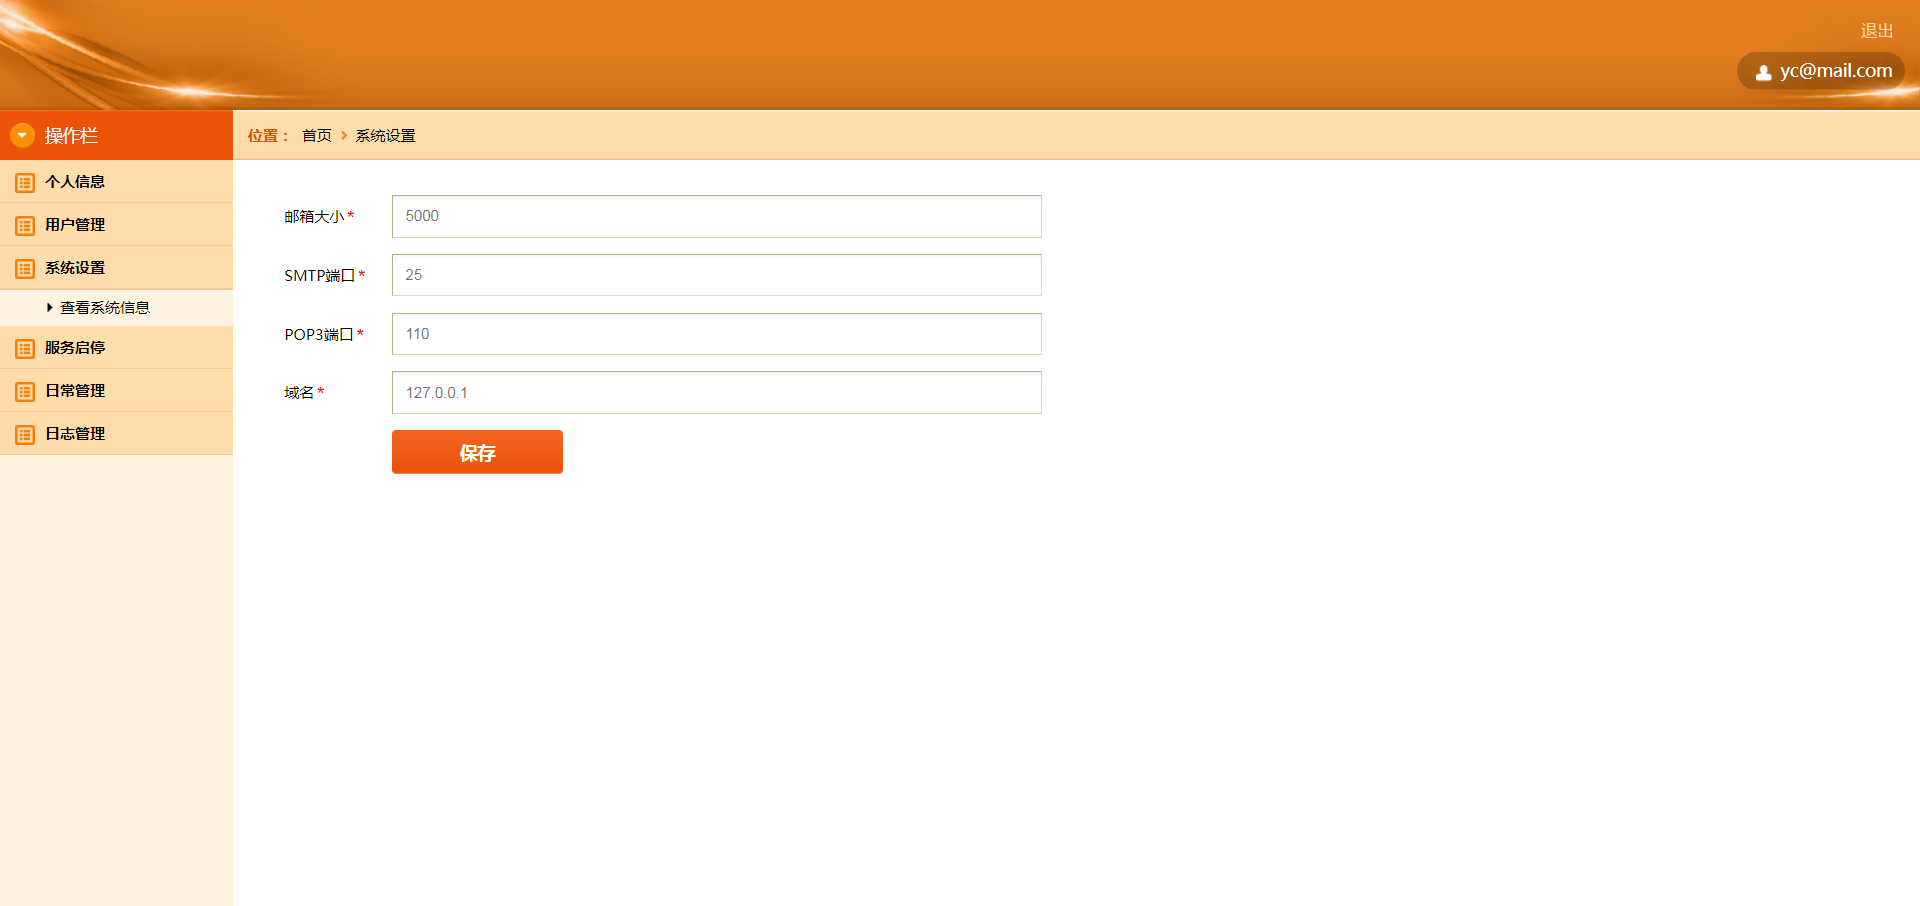 退出
yc@mail.com
操作栏
位置： 首页 系统设置
个人信息
用户管理
系统设置
查看系统信息
服务启停
日常管理
日志管理
邮箱大小* 5000
SMTP端口* 25
POP3端口* 110
域名* 127.0.0.1
保存